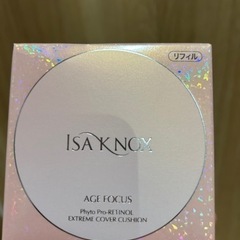 リフィル
ISA KNOX
AGE FOCUS
Phyto Pro-RETINOL
EXTREME COVER CUSHION